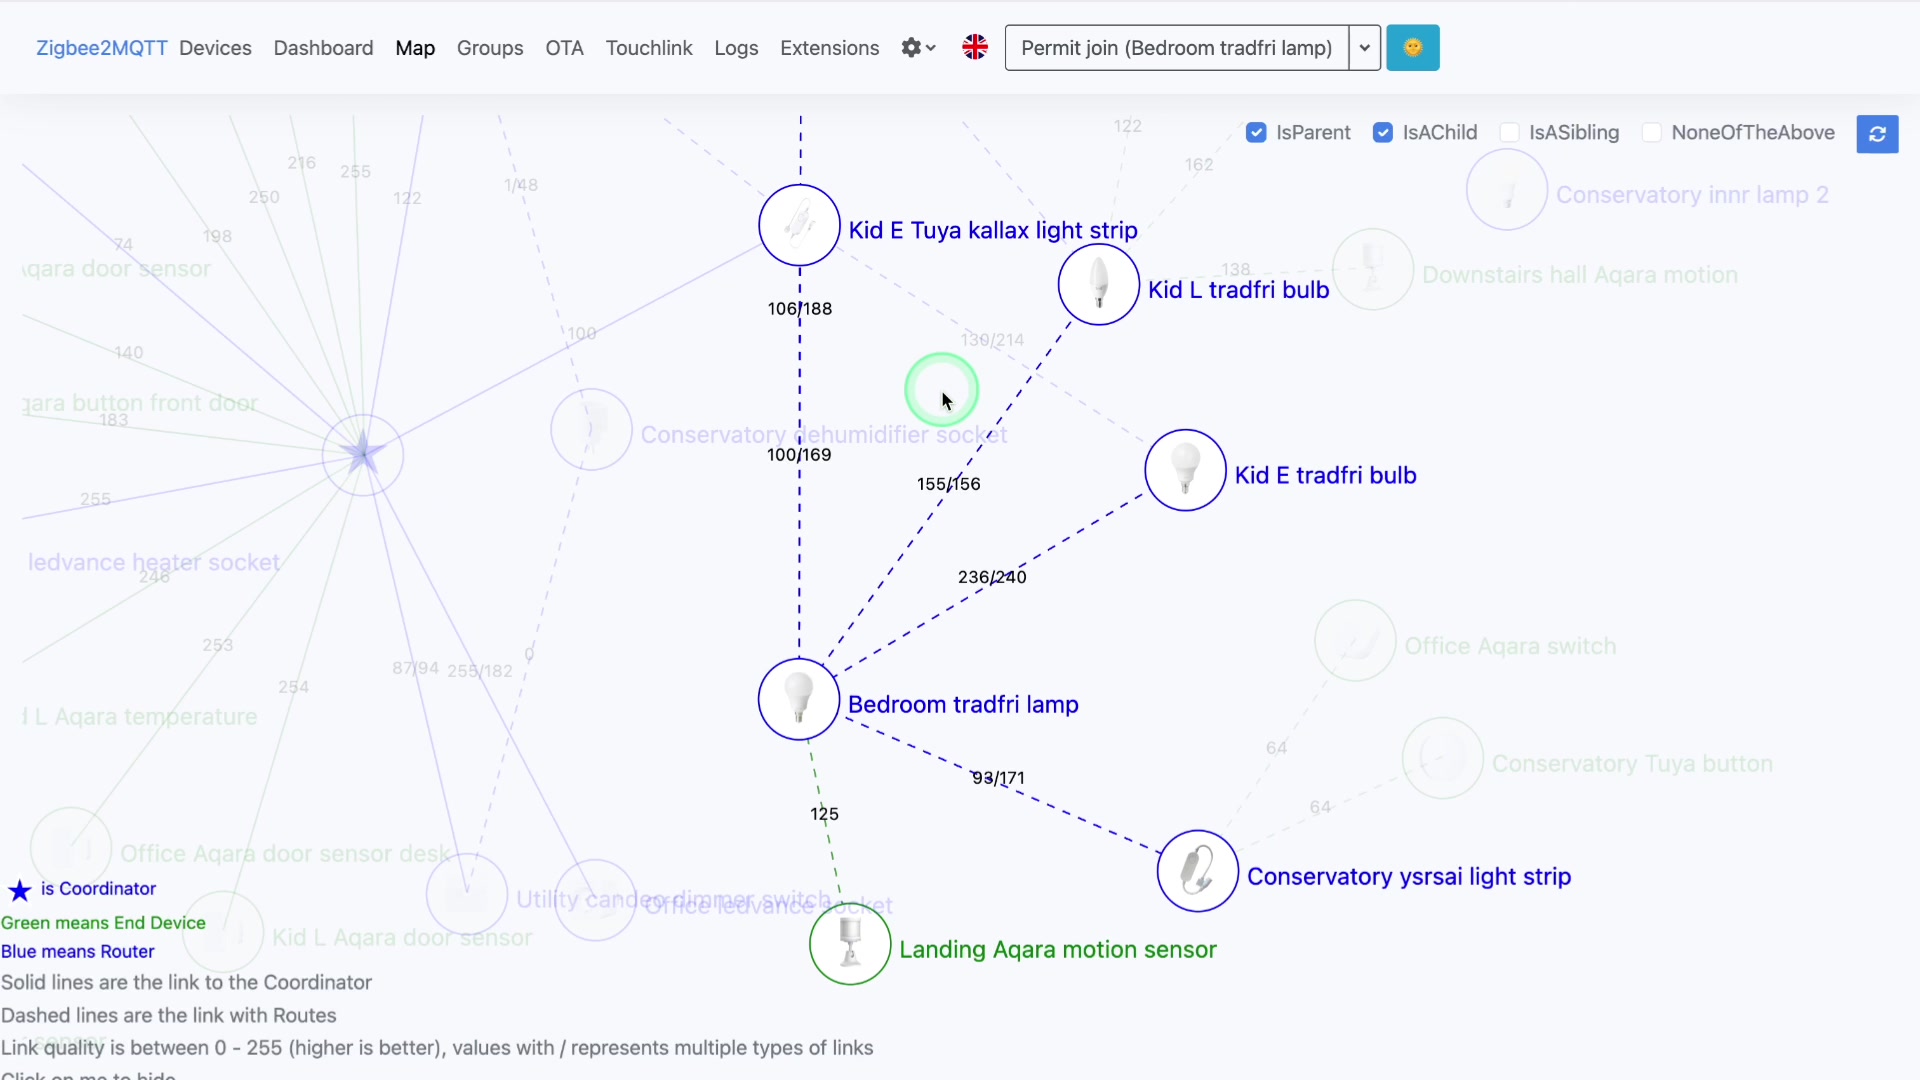 Zigbee2MQTT Devices Dashboard Map Groups OTA Touchlink Logs Extensions Permit join (Bedroom tradfri lamp)
IsParent IsAChild IsASibling NoneOfTheAbove
122
216
255
162
1/48
250
122
Conservatory innr lamp 2
198
74
Kid E Tuya kallax light strip
Aqara door sensor
138
Downstairs hall Aqara motion
Kid L tradfri bulb
106/188
100
130/214
140
qara button front door
183
Conservatory dehumidifier socket
100/169
155/156
Kid E tradfri bulb
255
ledvance heater socket
246
236/240
253
0
Office Aqara switch
87/94
255/182
254
Bedroom tradfri lamp
L Aqara temperature
64
Conservatory Tuya button
93/171
64
125
Office Aqara door sensor desk
Conservatory ysrsai light strip
is Coordinator
Utility candeo dimmer switch
Office ledvance socket
Green means End Device
Kid L Aqara door sensor
Landing Aqara motion sensor
Blue means Router
Solid lines are the link to the Coordinator
Dashed lines are the link with Routes
sensor
Link quality is between 0 - 255 (higher is better), values with / represents multiple types of links
Click on me to hide